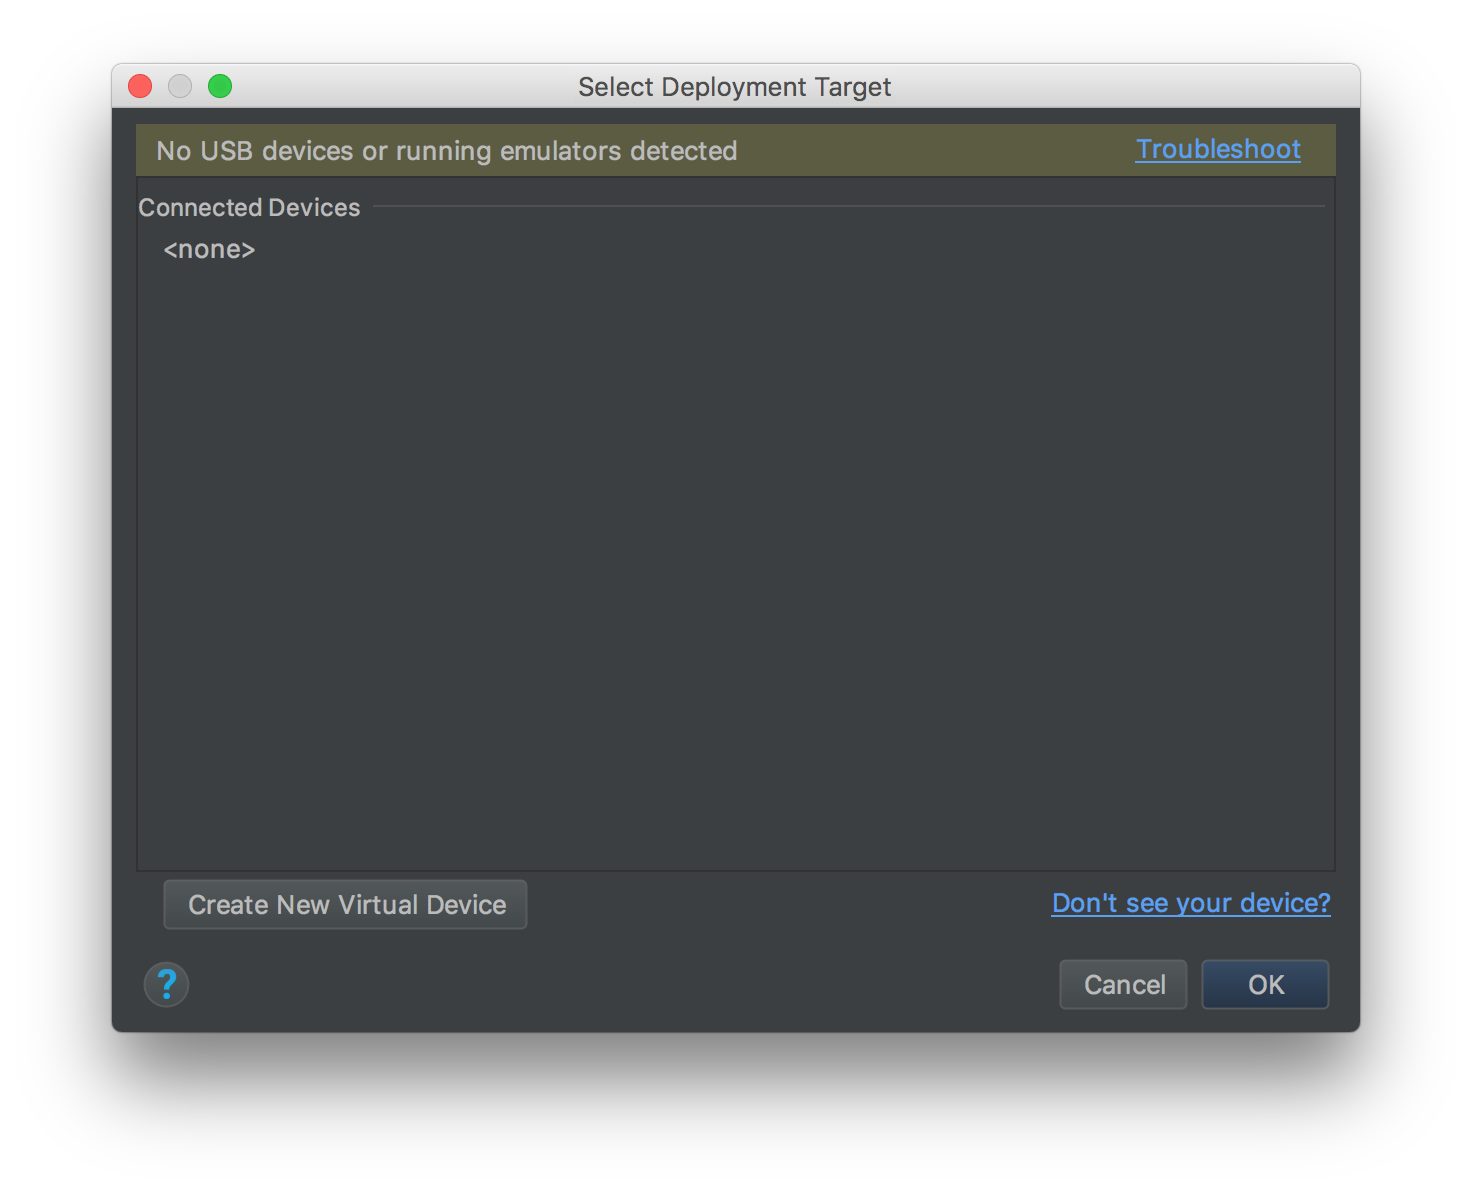 Select Deployment Target
No USB devices or running emulators detected
Troubleshoot
Connected Devices
<none>
Create New Virtual Device
Don't see your device?
?
Cancel
OK